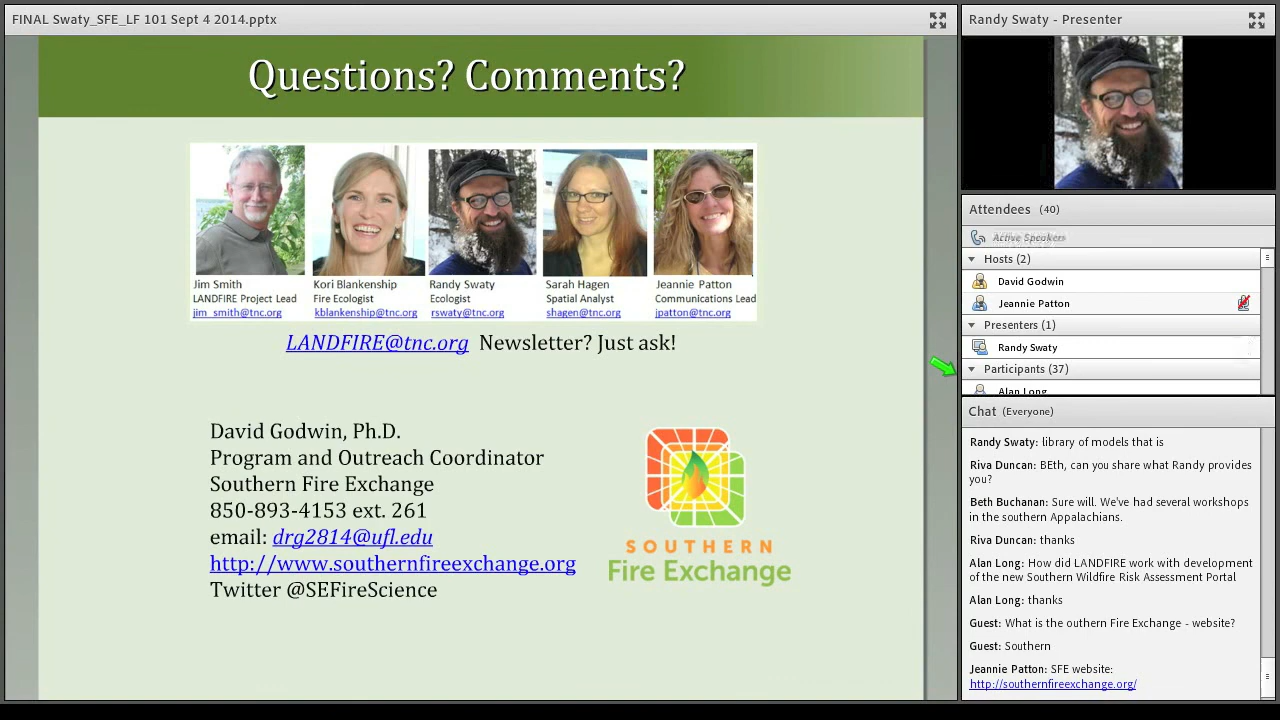 FINAL Swaty_SFE_LF 101 Sept 4 2014.pptx
Questions? Comments?
Jim Smith
LANDFIRE Project Lead
jim_smith@tnc.org
Kori Blankenship
Fire Ecologist
kblankenship@tnc.org
Randy Swaty
Ecologist
rswaty@tnc.org
Sarah Hagen
Spatial Analyst
shagen@tnc.org
Jeannie Patton
Communications Lead
jpatton@tnc.org
LANDFIRE@tnc.org Newsletter? Just ask!
David Godwin, Ph.D.
Program and Outreach Coordinator
Southern Fire Exchange
850-893-4153 ext. 261
email: drg2814@ufl.edu
http://www.southernfireexchange.org
Twitter @SEFireScience
SOUTHERN
Fire Exchange
Randy Swaty - Presenter
Attendees (40)
Active Speakers
Hosts (2)
David Godwin
Jeannie Patton
Presenters (1)
Randy Swaty
Participants (37)
Alan Long
Chat (Everyone)
Randy Swaty: library of models that is
Riva Duncan: BEth, can you share what Randy provides
you?
Beth Buchanan: Sure will. We've had several workshops
in the southern Appalachians.
Riva Duncan: thanks
Alan Long: How did LANDFIRE work with development
of the new Southern Wildfire Risk Assessment Portal
Alan Long: thanks
Guest: What is the outhern Fire Exchange - website?
Guest: Southern
Jeannie Patton: SFE website:
http://southernfireexchange.org/